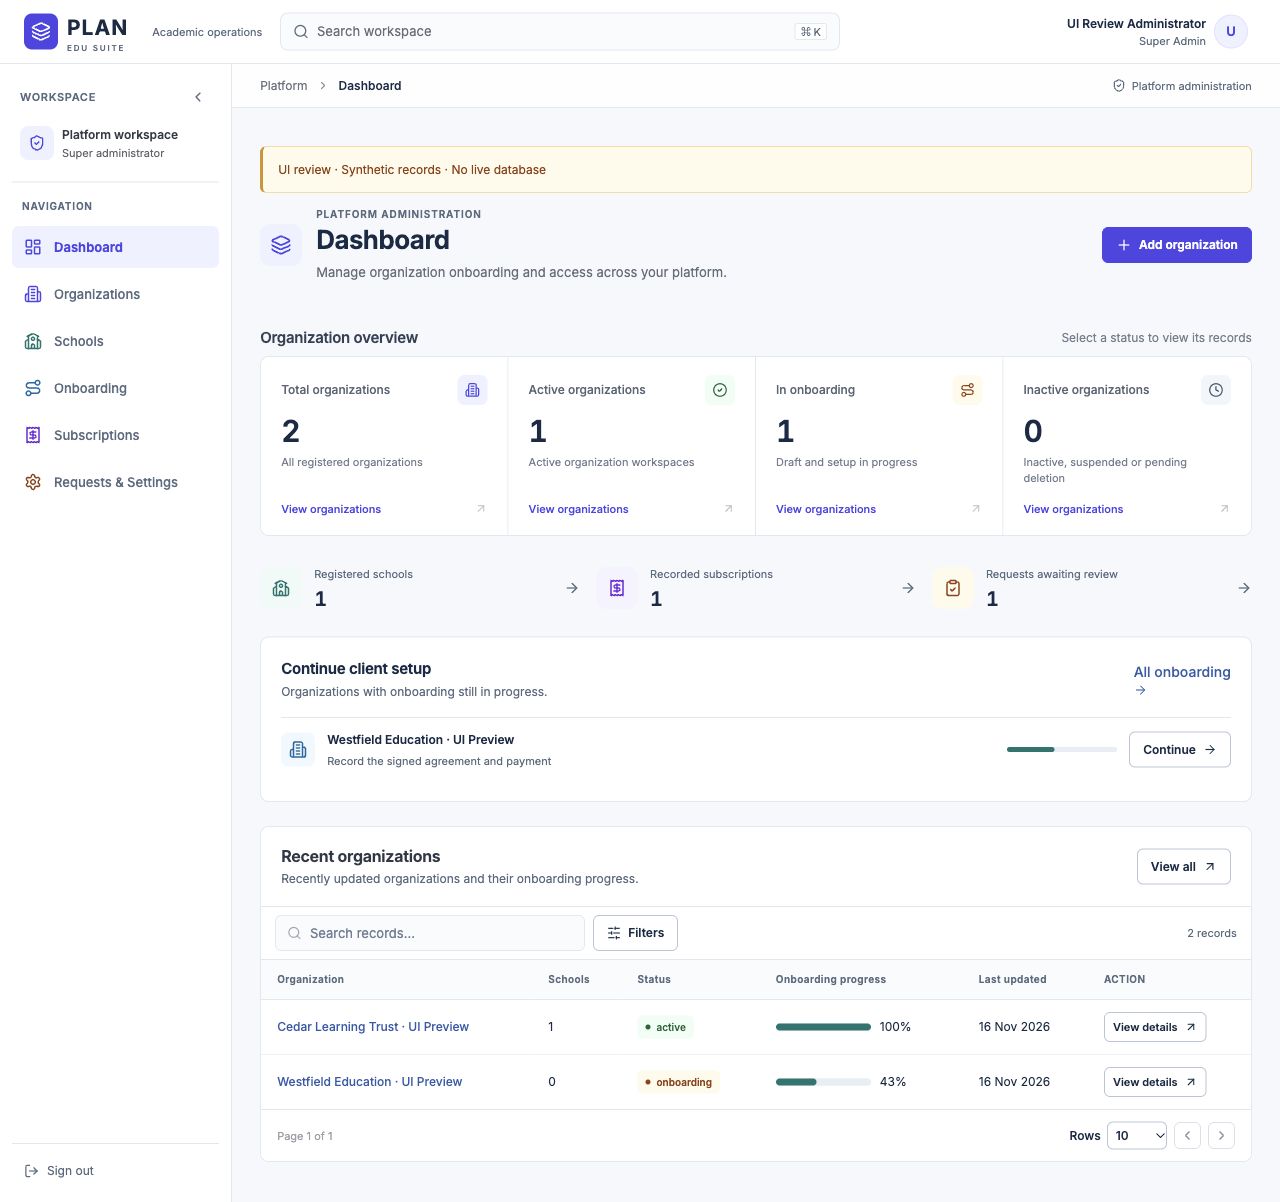 PLAN
EDU SUITE
Academic operations
Search workspace
⌘ K
UI Review Administrator
Super Admin
U
WORKSPACE
Platform workspace
Super administrator
NAVIGATION
Dashboard
Organizations
Schools
Onboarding
Subscriptions
Requests & Settings
Sign out
Platform
Dashboard
Platform administration
UI review · Synthetic records · No live database
PLATFORM ADMINISTRATION
Dashboard
Manage organization onboarding and access across your platform.
Add organization
Organization overview
Select a status to view its records
Total organizations
2
All registered organizations
View organizations
Active organizations
1
Active organization workspaces
View organizations
In onboarding
1
Draft and setup in progress
View organizations
Inactive organizations
0
Inactive, suspended or pending
deletion
View organizations
Registered schools
1
Recorded subscriptions
1
Requests awaiting review
1
Continue client setup
Organizations with onboarding still in progress.
All onboarding
Westfield Education · UI Preview
Record the signed agreement and payment
Continue
Recent organizations
Recently updated organizations and their onboarding progress.
View all
Search records...
Filters
2 records
Organization Schools Status Onboarding progress Last updated ACTION
Cedar Learning Trust · UI Preview 1 active 100% 16 Nov 2026 View details
Westfield Education · UI Preview 0 onboarding 43% 16 Nov 2026 View details
Page 1 of 1
Rows 10